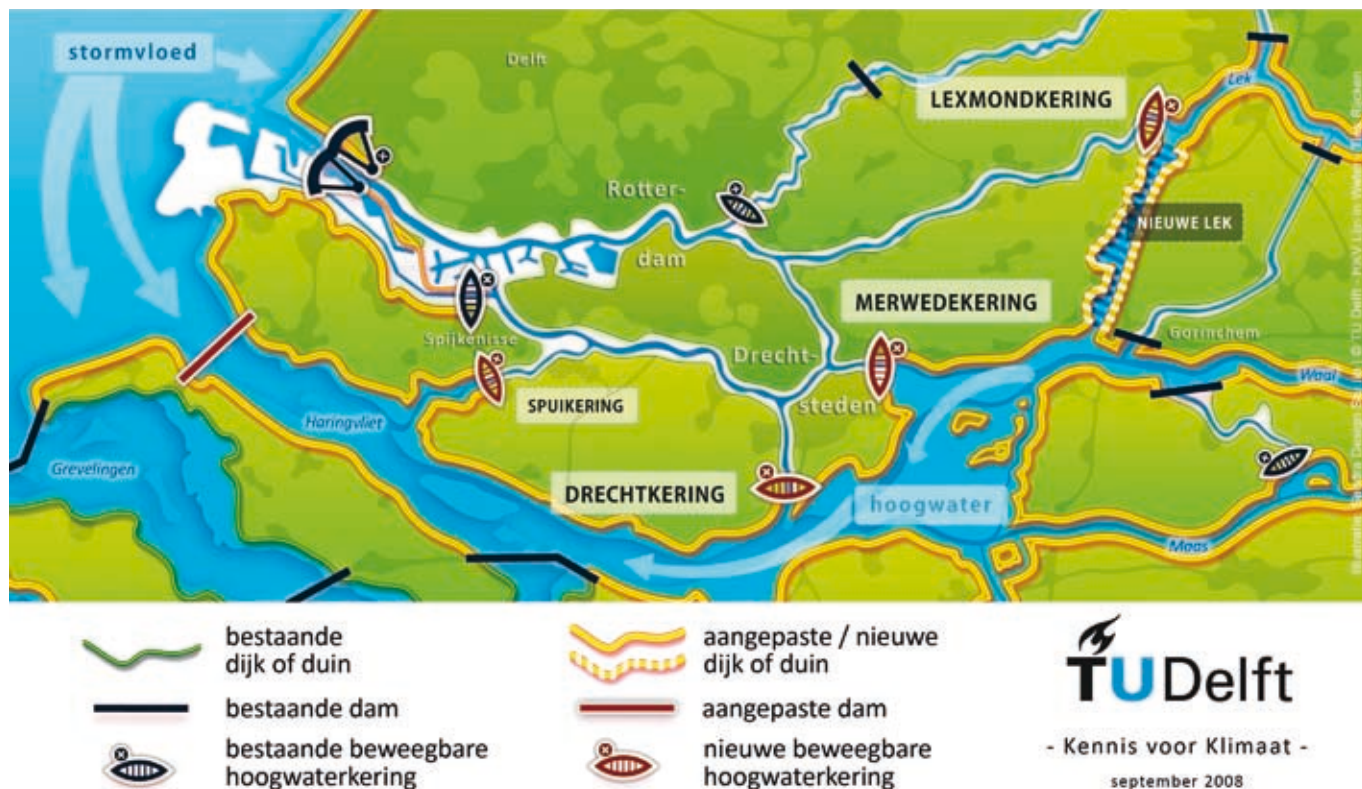 stormvloed
Delft
LEXMONDKERING
Lek
Rotter-
dam
NIEUWE LEK
MERWEDEKERING
Gorinchem
Spijkenisse
Drecht-
steden
Waal
SPUIKERING
Haringvliet
Grevelingen
DRECHTKERING
hoogwater
Maas
bestaande
dijk of duin
bestaande dam
bestaande beweegbare
hoogwaterkering
aangepaste / nieuwe
dijk of duin
aangepaste dam
nieuwe beweegbare
hoogwaterkering
TUDelft
- Kennis voor Klimaat -
september 2008